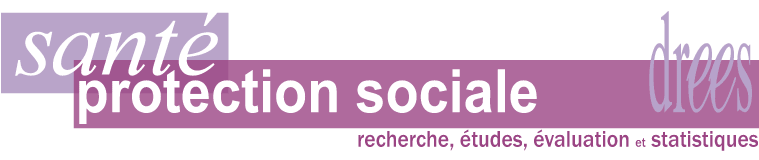 santé
drees
protection sociale
recherche, études, évaluation et statistiques